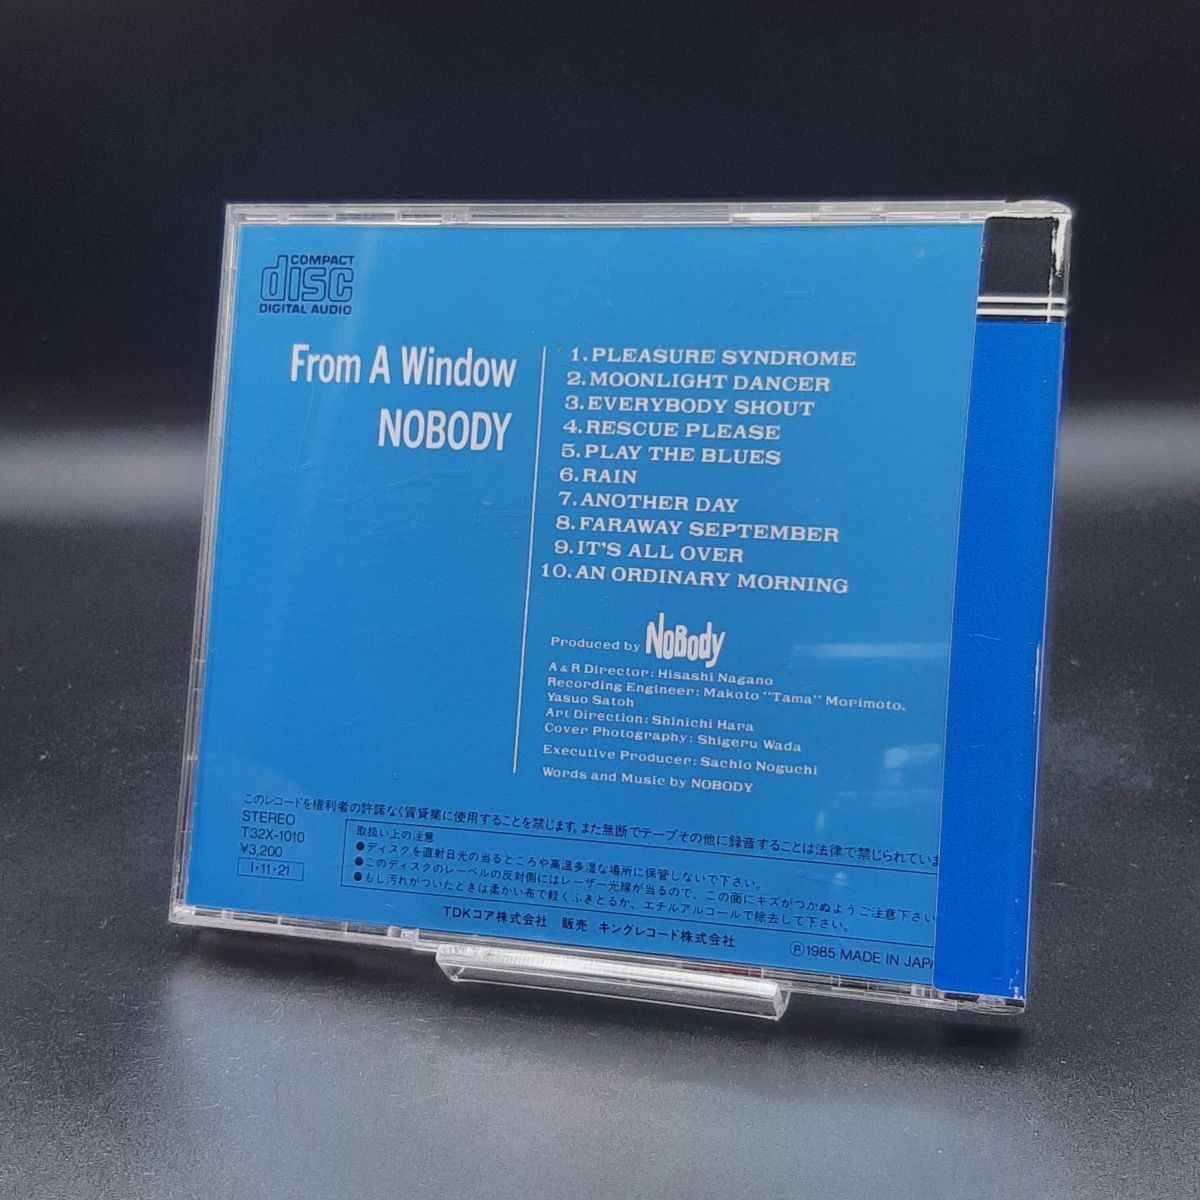 COMPACT
disc
DIGITAL AUDIO
From A Window
NOBODY
1. PLEASURE SYNDROME
2. MOONLIGHT DANCER
3. EVERYBODY SHOUT
4. RESCUE PLEASE
5. PLAY THE BLUES
6. RAIN
7. ANOTHER DAY
8. FARAWAY SEPTEMBER
9. IT'S ALL OVER
10. AN ORDINARY MORNING
Produced by NoBody
A & R Director: Hisashi Nagano
Recording Engineer: Makoto "Tama" Morimoto,
Yasuo Satoh
Art Direction: Shinichi Hara
Cover Photography: Shigeru Wada
Executive Producer: Sachio Noguchi
Words and Music by NOBODY
このレコードを権利者の許諾なく賃貸業に使用することを禁じます。また無断でテープその他に録音することは法律で禁じられていま
STEREO
T32X-1010
¥3,200
I・11・21
取扱い上の注意
●ディスクを直射日光の当るところや高温多湿な場所に保管しないで下さい。
●このディスクのレーベルの反対側にはレーザー光線が当るので、この面にキズがつかぬようご注意下さい
●もし汚れがついたときは柔かい布で軽くふきとるか、エチルアルコールで除去して下さい。
TDKコア株式会社 販売 キングレコード株式会社
Ⓟ1985 MADE IN JAPA